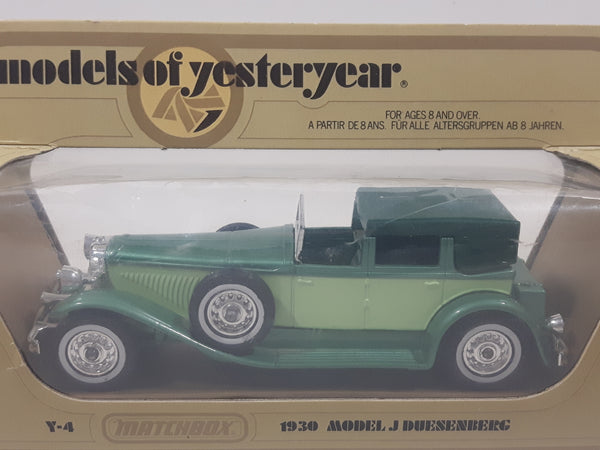 models of yesteryear®
FOR AGES 8 AND OVER.
A PARTIR DE 8 ANS. FÜR ALLE ALTERSGRUPPEN AB 8 JAHREN.
Y-4 MATCHBOX 1930 MODEL J DUESENBERG